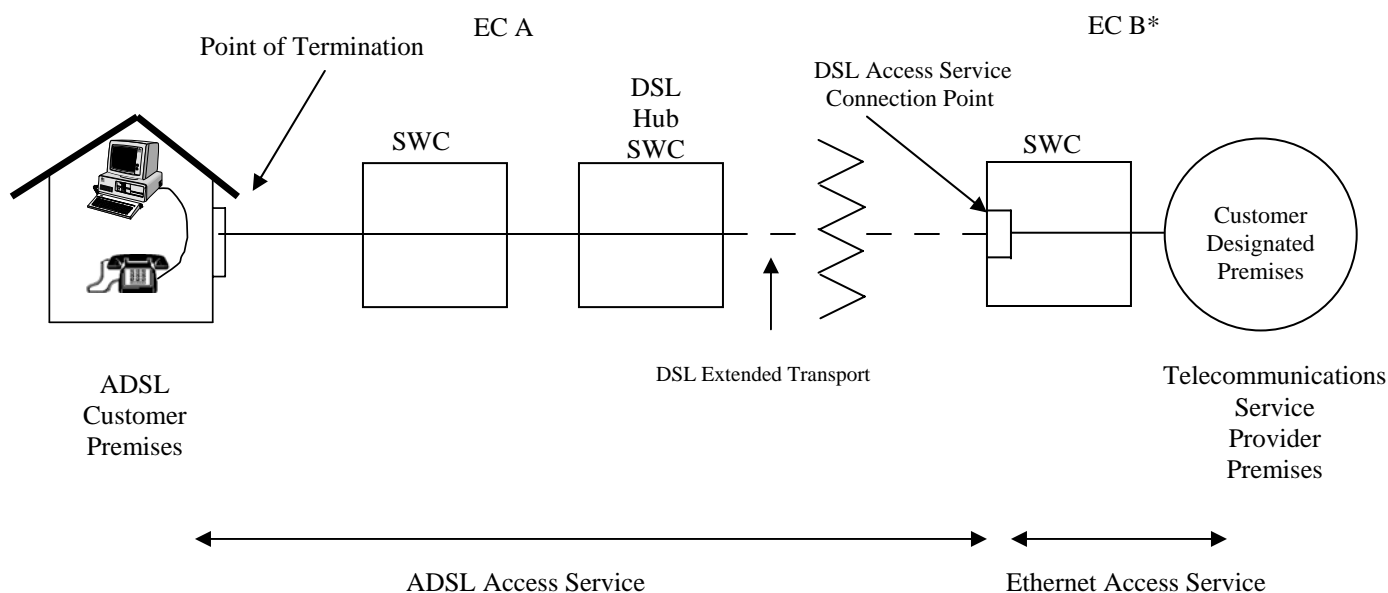 EC A
EC B*
Point of Termination
DSL Access Service
Connection Point
DSL
Hub
SWC
SWC
SWC
Customer
Designated
Premises
DSL Extended Transport
ADSL
Customer
Premises
Telecommunications
Service
Provider
Premises
ADSL Access Service
Ethernet Access Service